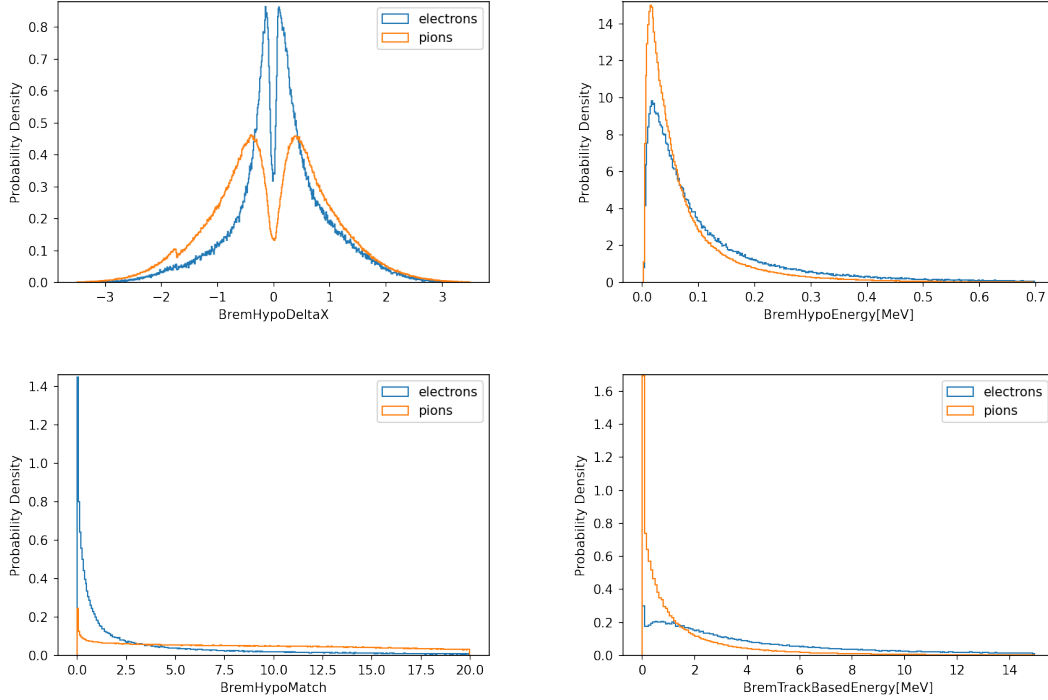 electrons
pions
Probability Density
0.8
0.7
0.6
0.5
0.4
0.3
0.2
0.1
0.0
−3 −2 −1 0 1 2 3
BremHypoDeltaX
electrons
pions
Probability Density
14
12
10
8
6
4
2
0
0.0 0.1 0.2 0.3 0.4 0.5 0.6 0.7
BremHypoEnergy[MeV]
electrons
pions
Probability Density
1.4
1.2
1.0
0.8
0.6
0.4
0.2
0.0
0.0 2.5 5.0 7.5 10.0 12.5 15.0 17.5 20.0
BremHypoMatch
electrons
pions
Probability Density
1.6
1.4
1.2
1.0
0.8
0.6
0.4
0.2
0.0
0 2 4 6 8 10 12 14
BremTrackBasedEnergy[MeV]